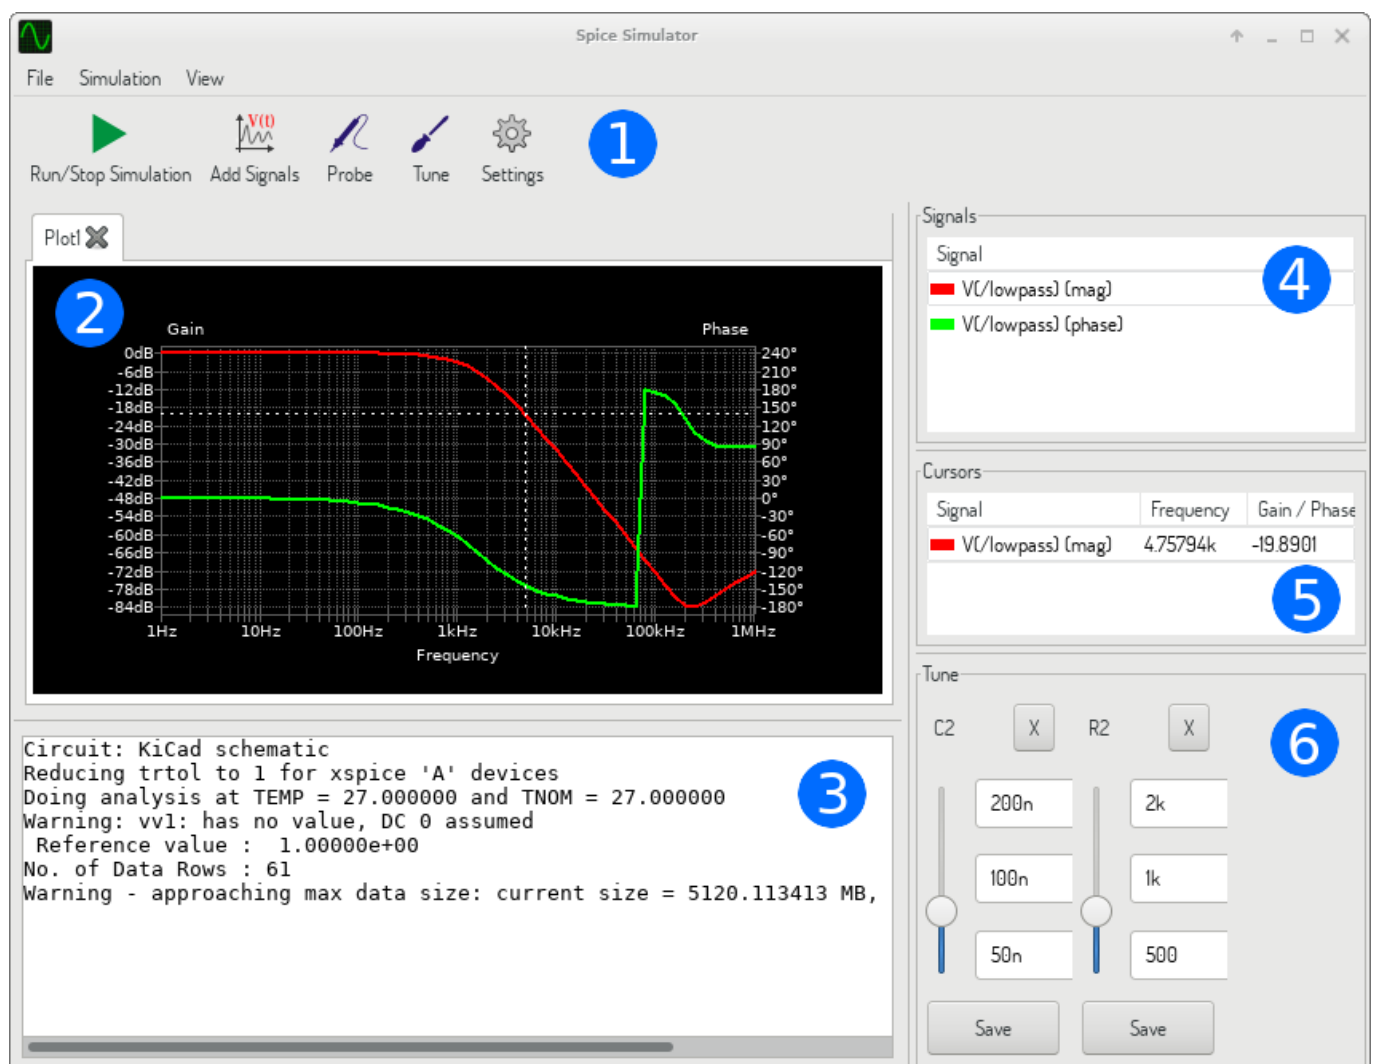 Spice Simulator
File Simulation View
Run/Stop Simulation Add Signals Probe Tune Settings
V(t)
1
Plot1
2
Gain Phase
0dB 240°
-6dB 210°
-12dB 180°
-18dB 150°
-24dB 120°
-30dB 90°
-36dB 60°
-42dB 30°
-48dB 0°
-54dB -30°
-60dB -60°
-66dB -90°
-72dB -120°
-78dB -150°
-84dB -180°
1Hz 10Hz 100Hz 1kHz 10kHz 100kHz 1MHz
Frequency
Circuit: KiCad schematic
Reducing trtol to 1 for xspice 'A' devices
Doing analysis at TEMP = 27.000000 and TNOM = 27.000000
Warning: vv1: has no value, DC 0 assumed
Reference value : 1.00000e+00
No. of Data Rows : 61
Warning - approaching max data size: current size = 5120.113413 MB,
3
Signals
Signal
V(/lowpass) (mag)
V(/lowpass) (phase)
4
Cursors
Signal Frequency Gain / Phase
V(/lowpass) (mag) 4.75794k -19.8901
5
Tune
C2 X R2 X
6
200n 2k
100n 1k
50n 500
Save Save